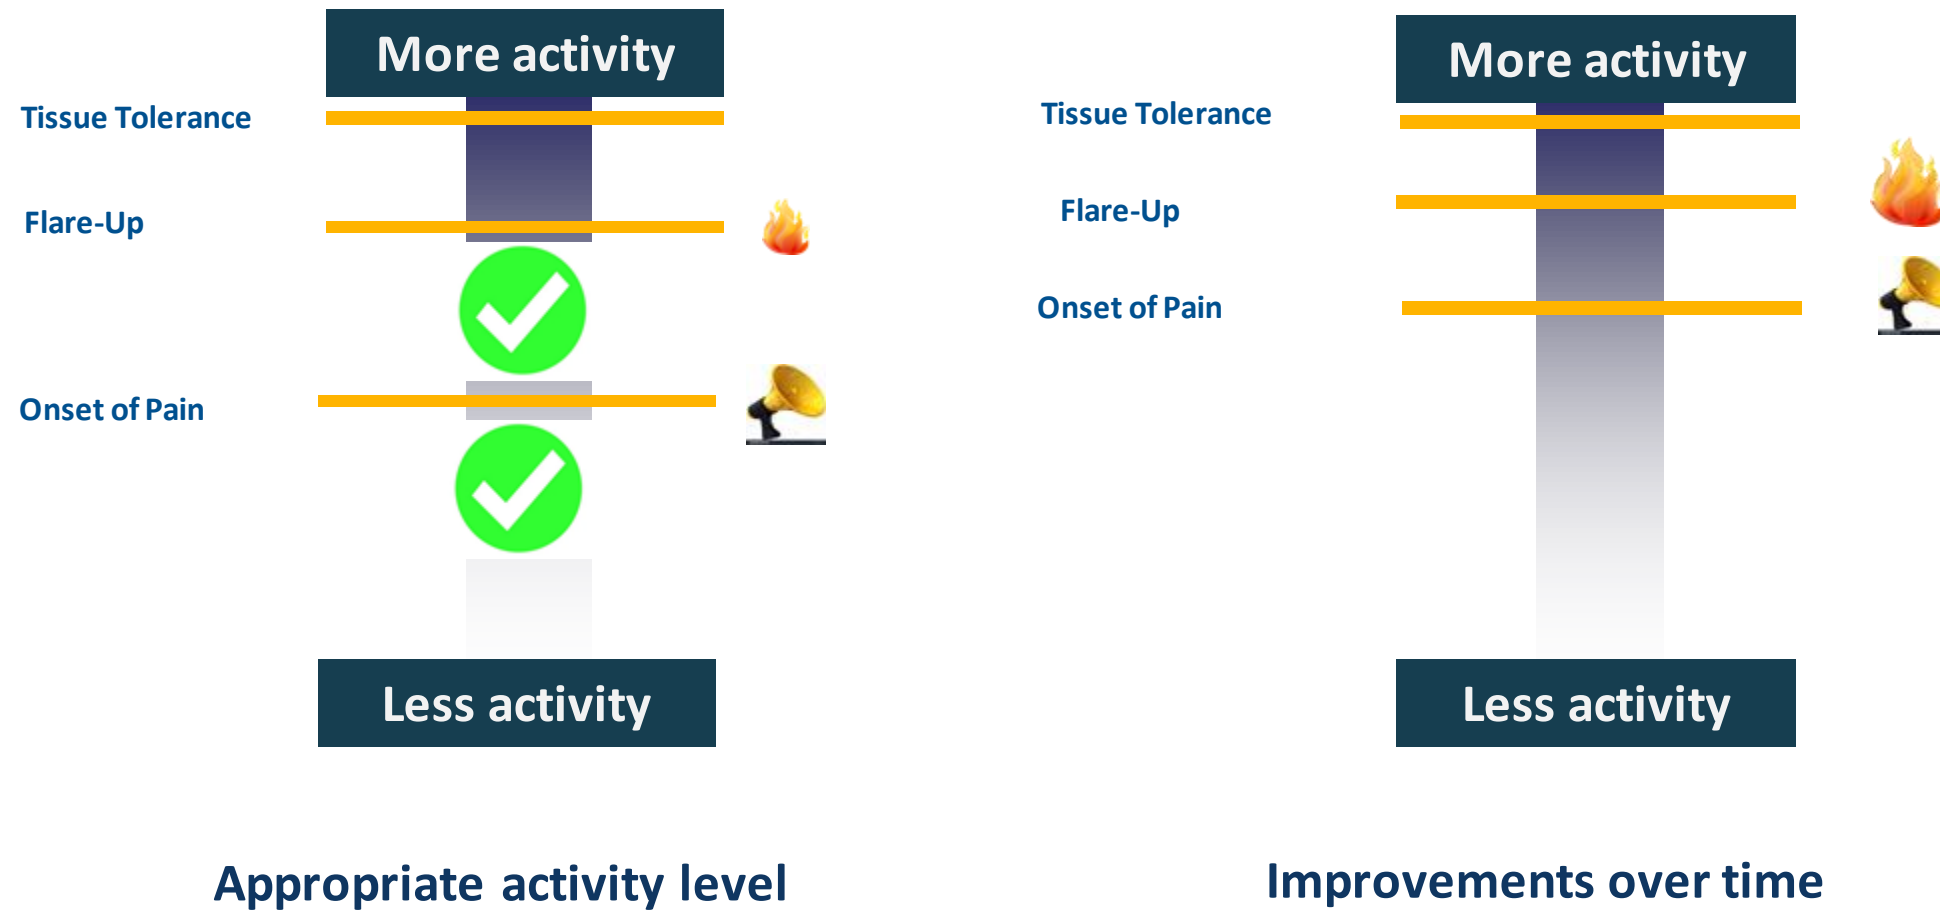 More activity
Tissue Tolerance
Flare-Up
Onset of Pain
Less activity
Appropriate activity level
More activity
Tissue Tolerance
Flare-Up
Onset of Pain
Less activity
Improvements over time